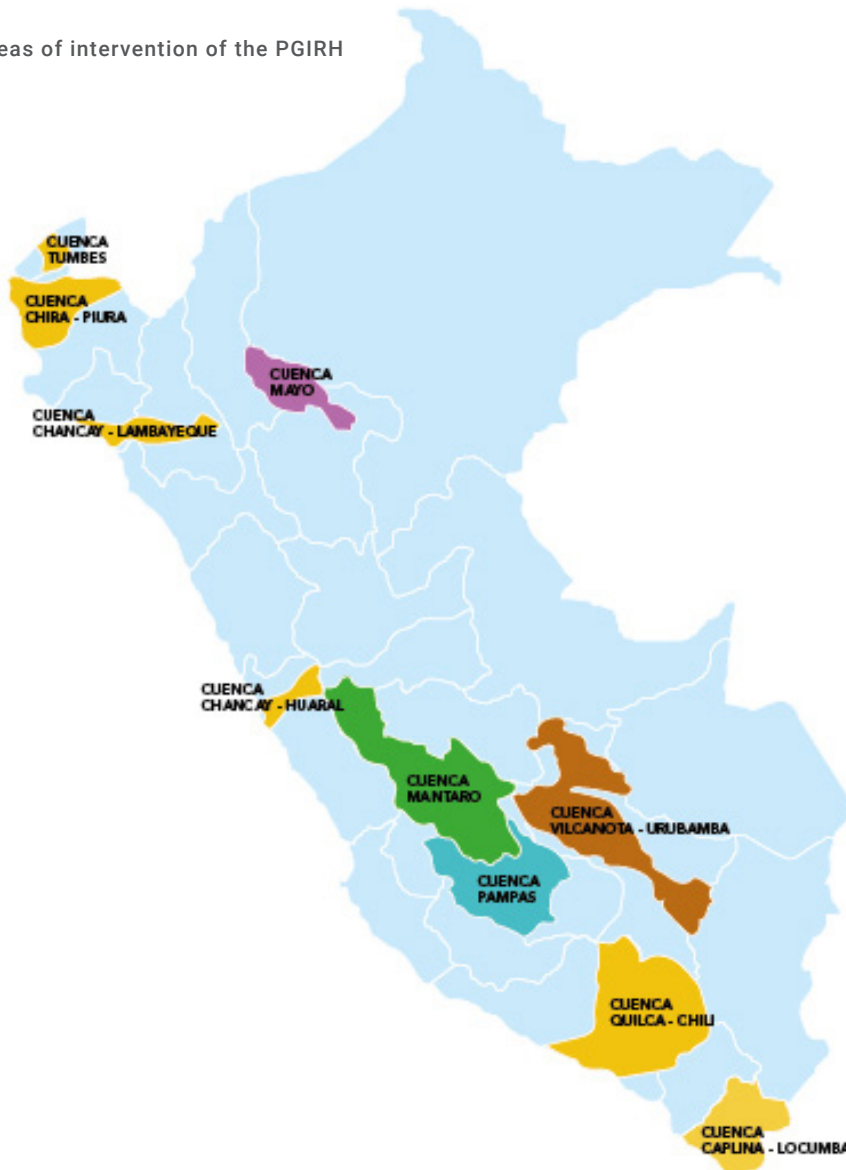 eas of intervention of the PGIRH
CUENCA
TUMBES
CUENCA
CHIRA - PIURA
CUENCA
MAYO
CUENCA
CHANCAY - LAMBAYEQUE
CUENCA
CHANCAY - HUARAL
CUENCA
MANTARO
CUENCA
VILCANOTA - URUBAMBA
CUENCA
PAMPAS
CUENCA
QUILCA - CHILI
CUENCA
CAPLINA - LOCUMBA